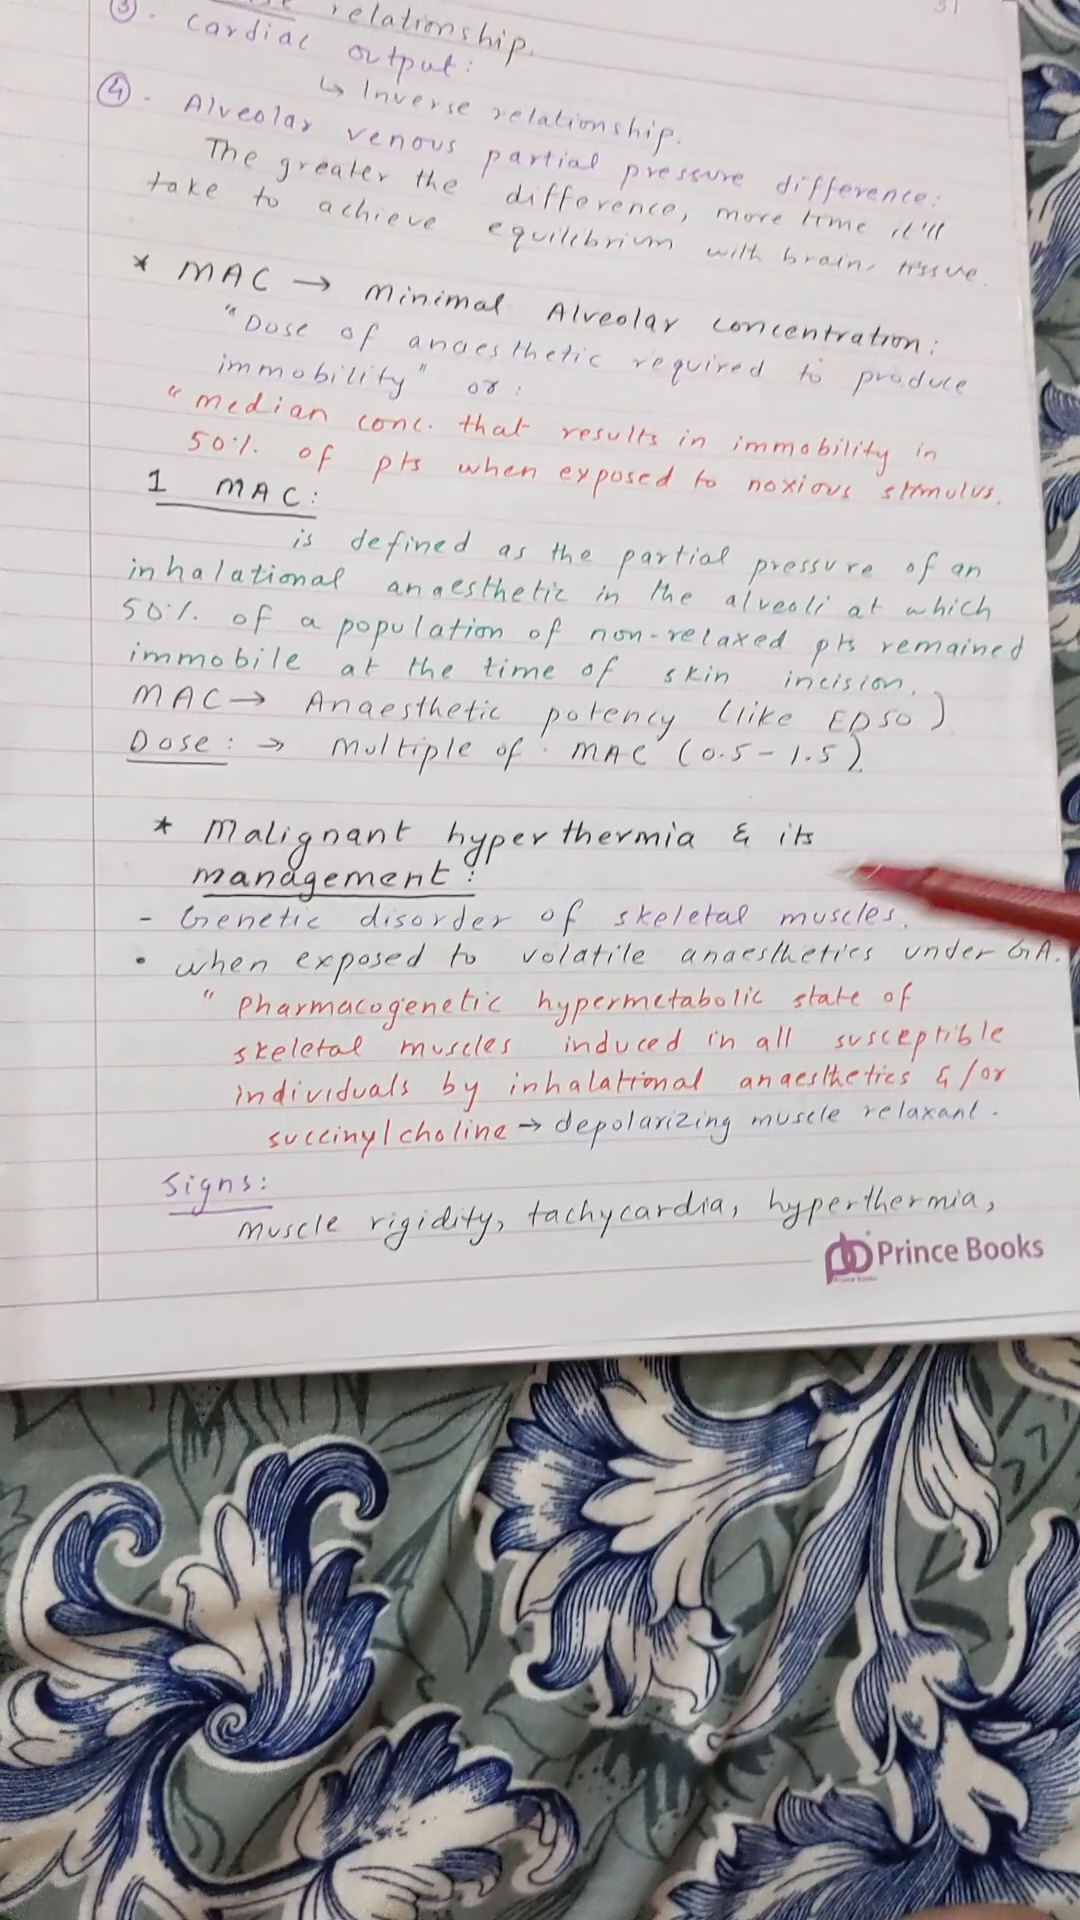 relationship.
③. Cardiac output:
↳ Inverse relationship.
④. Alveolar venous partial pressure difference:
The greater the difference, more time it'll
take to achieve equilibrium with brain tissue.
* MAC → Minimal Alveolar concentration:
"Dose of anaesthetic required to produce
immobility" or:
"Median conc. that results in immobility in
50% of pts when exposed to noxious stimulus.
1 MAC:
is defined as the partial pressure of an
inhalational anaesthetic in the alveoli at which
50% of a population of non-relaxed pts remained
immobile at the time of skin incision.
MAC → Anaesthetic potency (like ED50)
Dose: → Multiple of MAC (0.5-1.5).
* Malignant hyperthermia & its
management:
- Genetic disorder of skeletal muscles.
• when exposed to volatile anaesthetics under GA.
"Pharmacogenetic hypermetabolic state of
skeletal muscles induced in all susceptible
individuals by inhalational anaesthetics &/or
succinylcholine → depolarizing muscle relaxant.
Signs:
Muscle rigidity, tachycardia, hyperthermia,
Prince Books